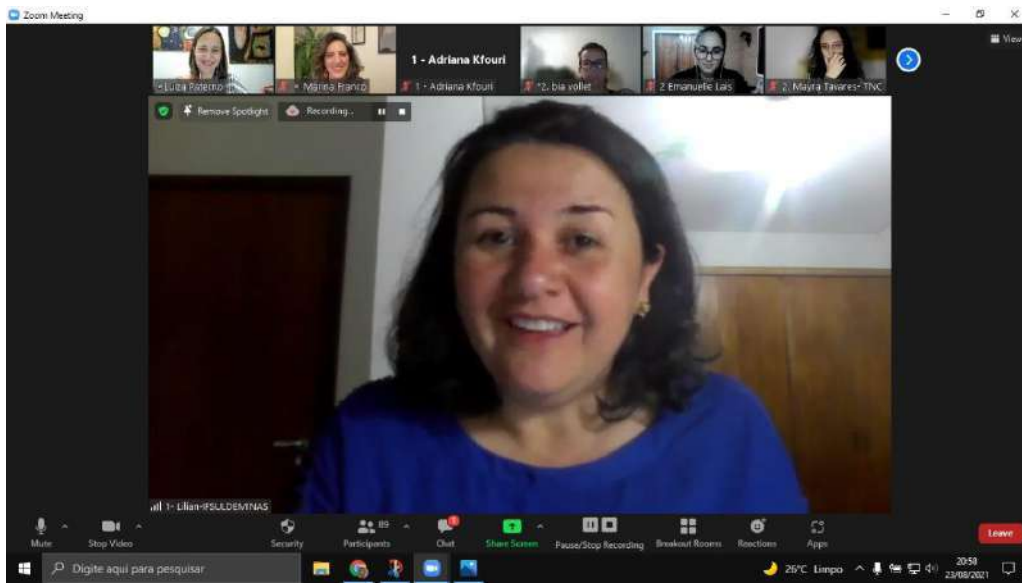 Zoom Meeting
View
1 - Adriana Kfouri
Luiza Paterno
Marina Franco
1 - Adriana Kfouri
*2. bia vollet
2 Emanuelle Lais
2. Mayra Tavares- TNC
Remove Spotlight
Recording...
1- Lilian-IFSULDEMINAS
Mute
Stop Video
Security
89
Participants
1
Chat
Share Screen
Pause/Stop Recording
Breakout Rooms
Reactions
Apps
Leave
Digite aqui para pesquisar
26°C Limpo
20:58
23/08/2021